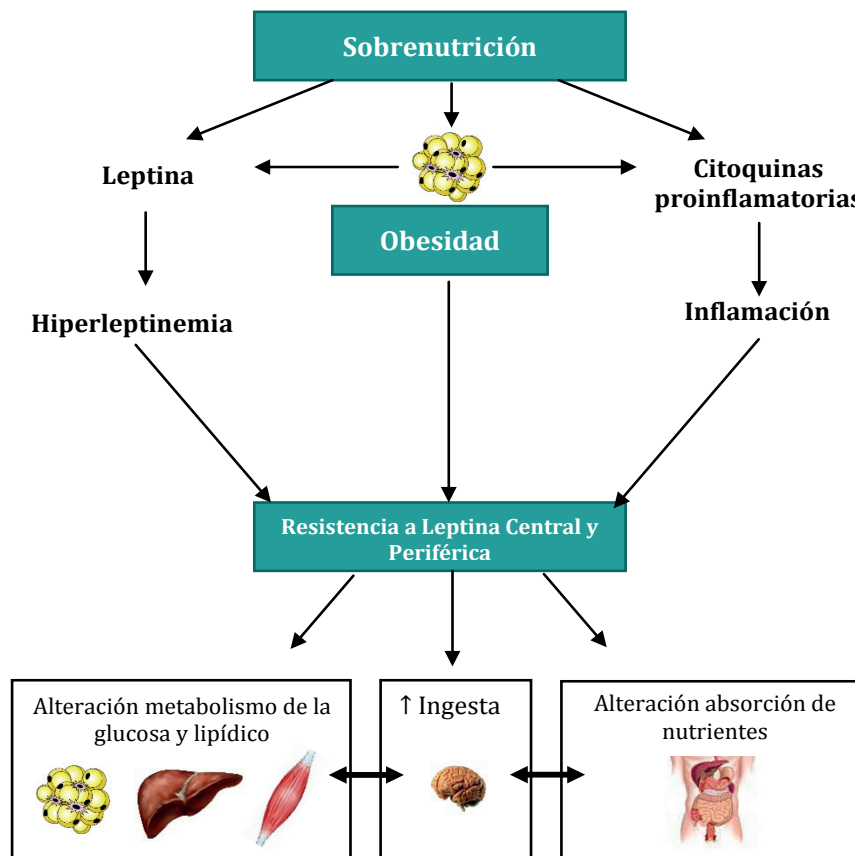 Sobrenutrición
Leptina
Citoquinas
proinflamatorias
Obesidad
Hiperleptinemia
Inflamación
Resistencia a Leptina Central y
Periférica
Alteración metabolismo de la
glucosa y lipídico
↑ Ingesta
Alteración absorción de
nutrientes